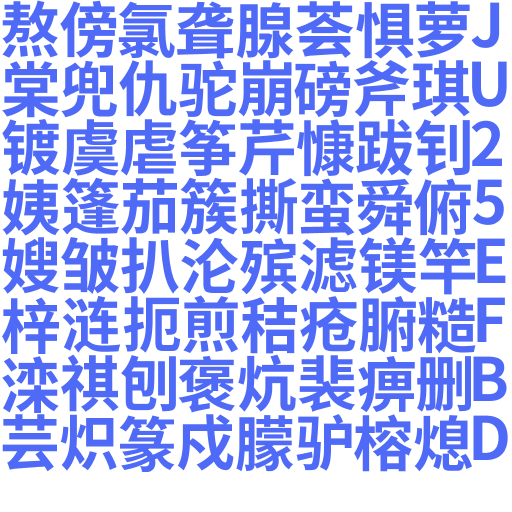 熬傍氯聋腺荟惧萝J
棠兜仇驼崩磅斧琪U
镀虞虐筝芹慷跋钊2
姨篷茄簇撕蛮舜俯5
嫂皱扒沦殡滤镁竿E
梓涟扼煎秸疮腑糙F
滦祺刨褒炕裴痹删B
芸炽篆戍朦驴榕熄D